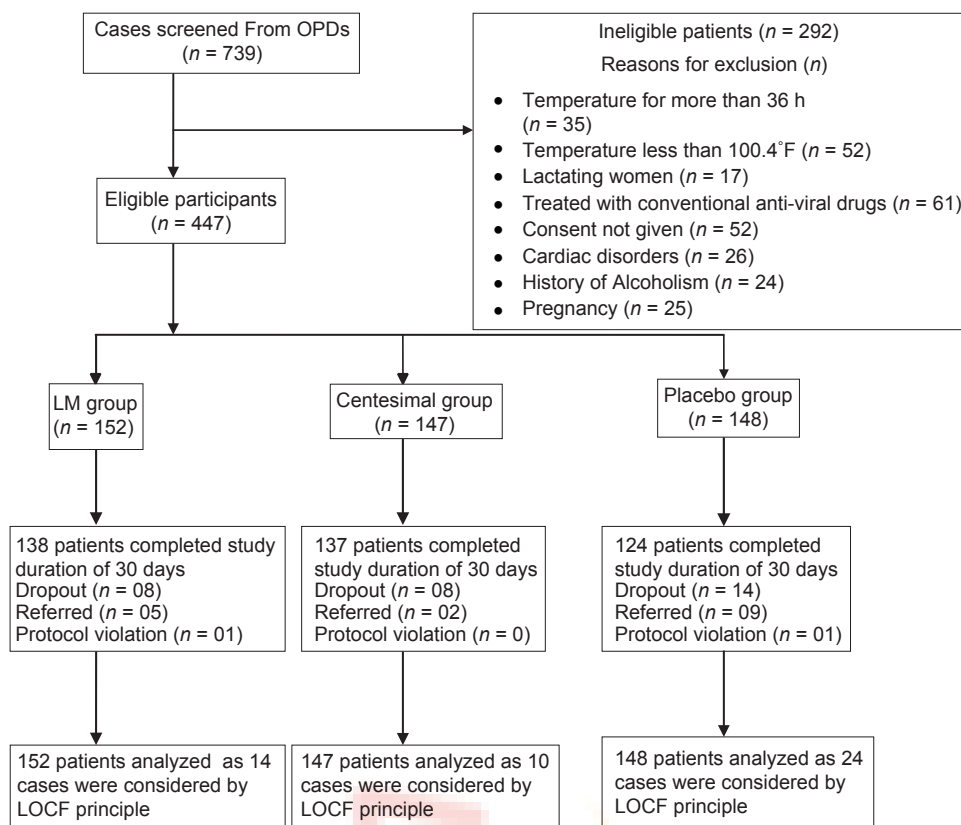 Cases screened From OPDs
(n = 739)
Ineligible patients (n = 292)
Reasons for exclusion (n)
• Temperature for more than 36 h
(n = 35)
• Temperature less than 100.4°F (n = 52)
• Lactating women (n = 17)
• Treated with conventional anti-viral drugs (n = 61)
• Consent not given (n = 52)
• Cardiac disorders (n = 26)
• History of Alcoholism (n = 24)
• Pregnancy (n = 25)
Eligible participants
(n = 447)
LM group
(n = 152)
Centesimal group
(n = 147)
Placebo group
(n = 148)
138 patients completed study
duration of 30 days
Dropout (n = 08)
Referred (n = 05)
Protocol violation (n = 01)
137 patients completed
study duration of 30 days
Dropout (n = 08)
Referred (n = 02)
Protocol violation (n = 0)
124 patients completed
study duration of 30 days
Dropout (n = 14)
Referred (n = 09)
Protocol violation (n = 01)
152 patients analyzed as 14
cases were considered by
LOCF principle
147 patients analyzed as 10
cases were considered by
LOCF principle
148 patients analyzed as 24
cases were considered by
LOCF principle